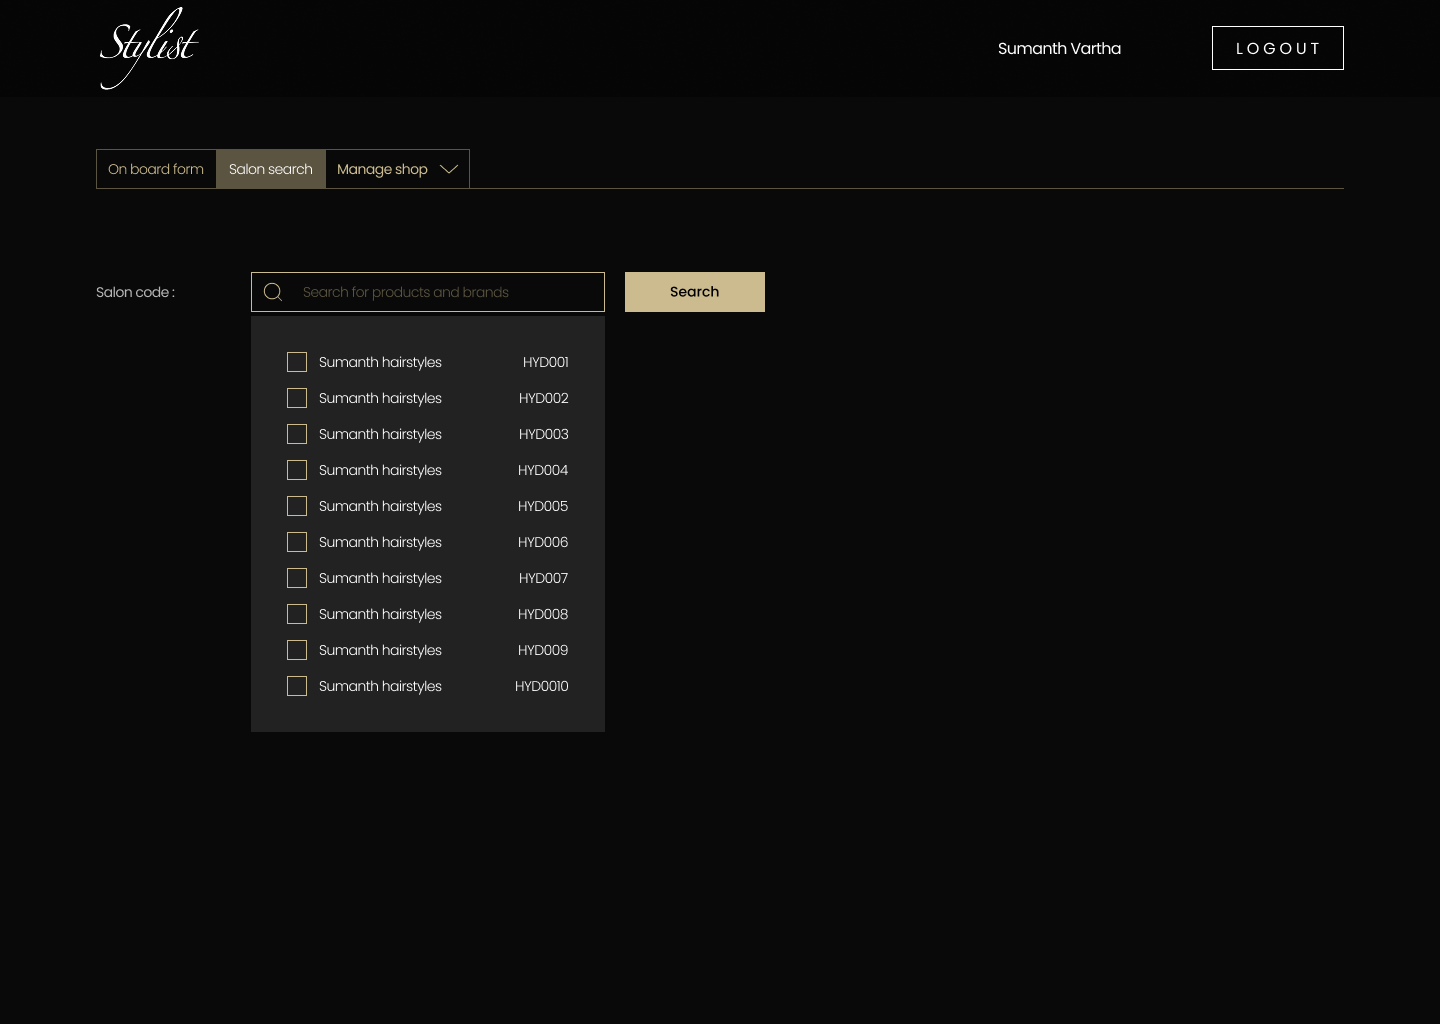 Stylist
Sumanth Vartha
LOGOUT
On board form
Salon search
Manage shop
Salon code :
Search for products and brands
Search
Sumanth hairstyles HYD001
Sumanth hairstyles HYD002
Sumanth hairstyles HYD003
Sumanth hairstyles HYD004
Sumanth hairstyles HYD005
Sumanth hairstyles HYD006
Sumanth hairstyles HYD007
Sumanth hairstyles HYD008
Sumanth hairstyles HYD009
Sumanth hairstyles HYD0010